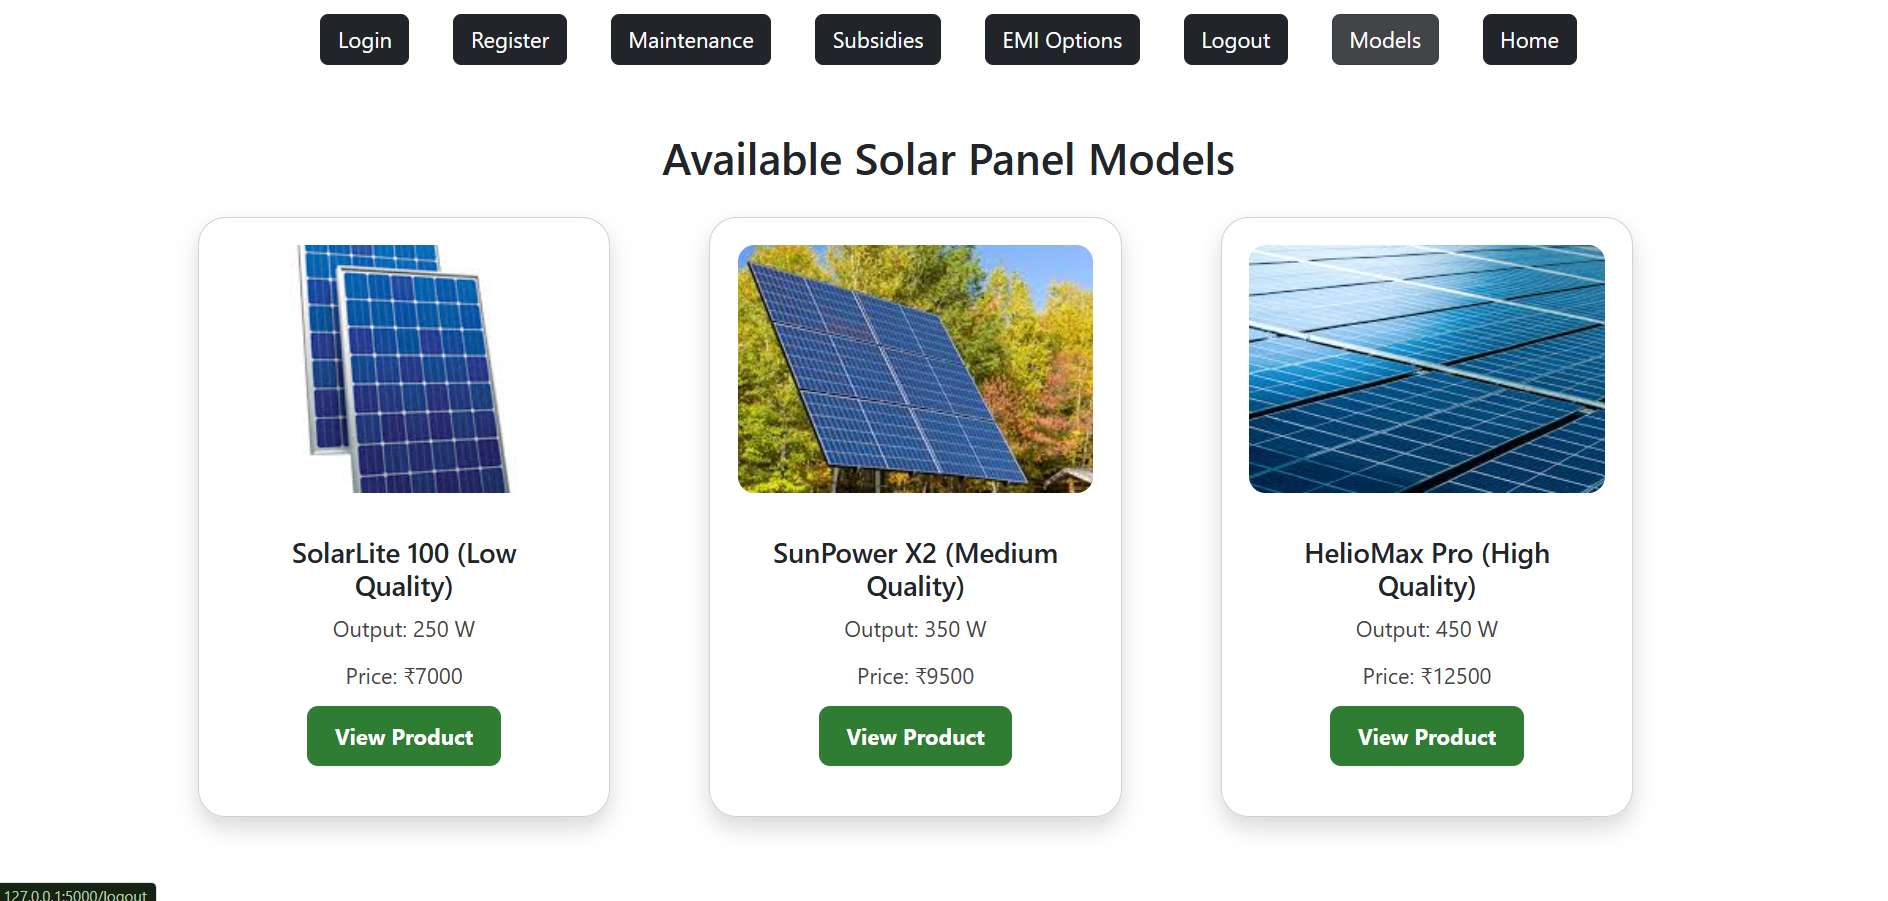 Login Register Maintenance Subsidies EMI Options Logout Models Home
Available Solar Panel Models
SolarLite 100 (Low
Quality)
Output: 250 W
Price: ₹7000
View Product
SunPower X2 (Medium
Quality)
Output: 350 W
Price: ₹9500
View Product
HelioMax Pro (High
Quality)
Output: 450 W
Price: ₹12500
View Product
127.0.0.1:5000/logout